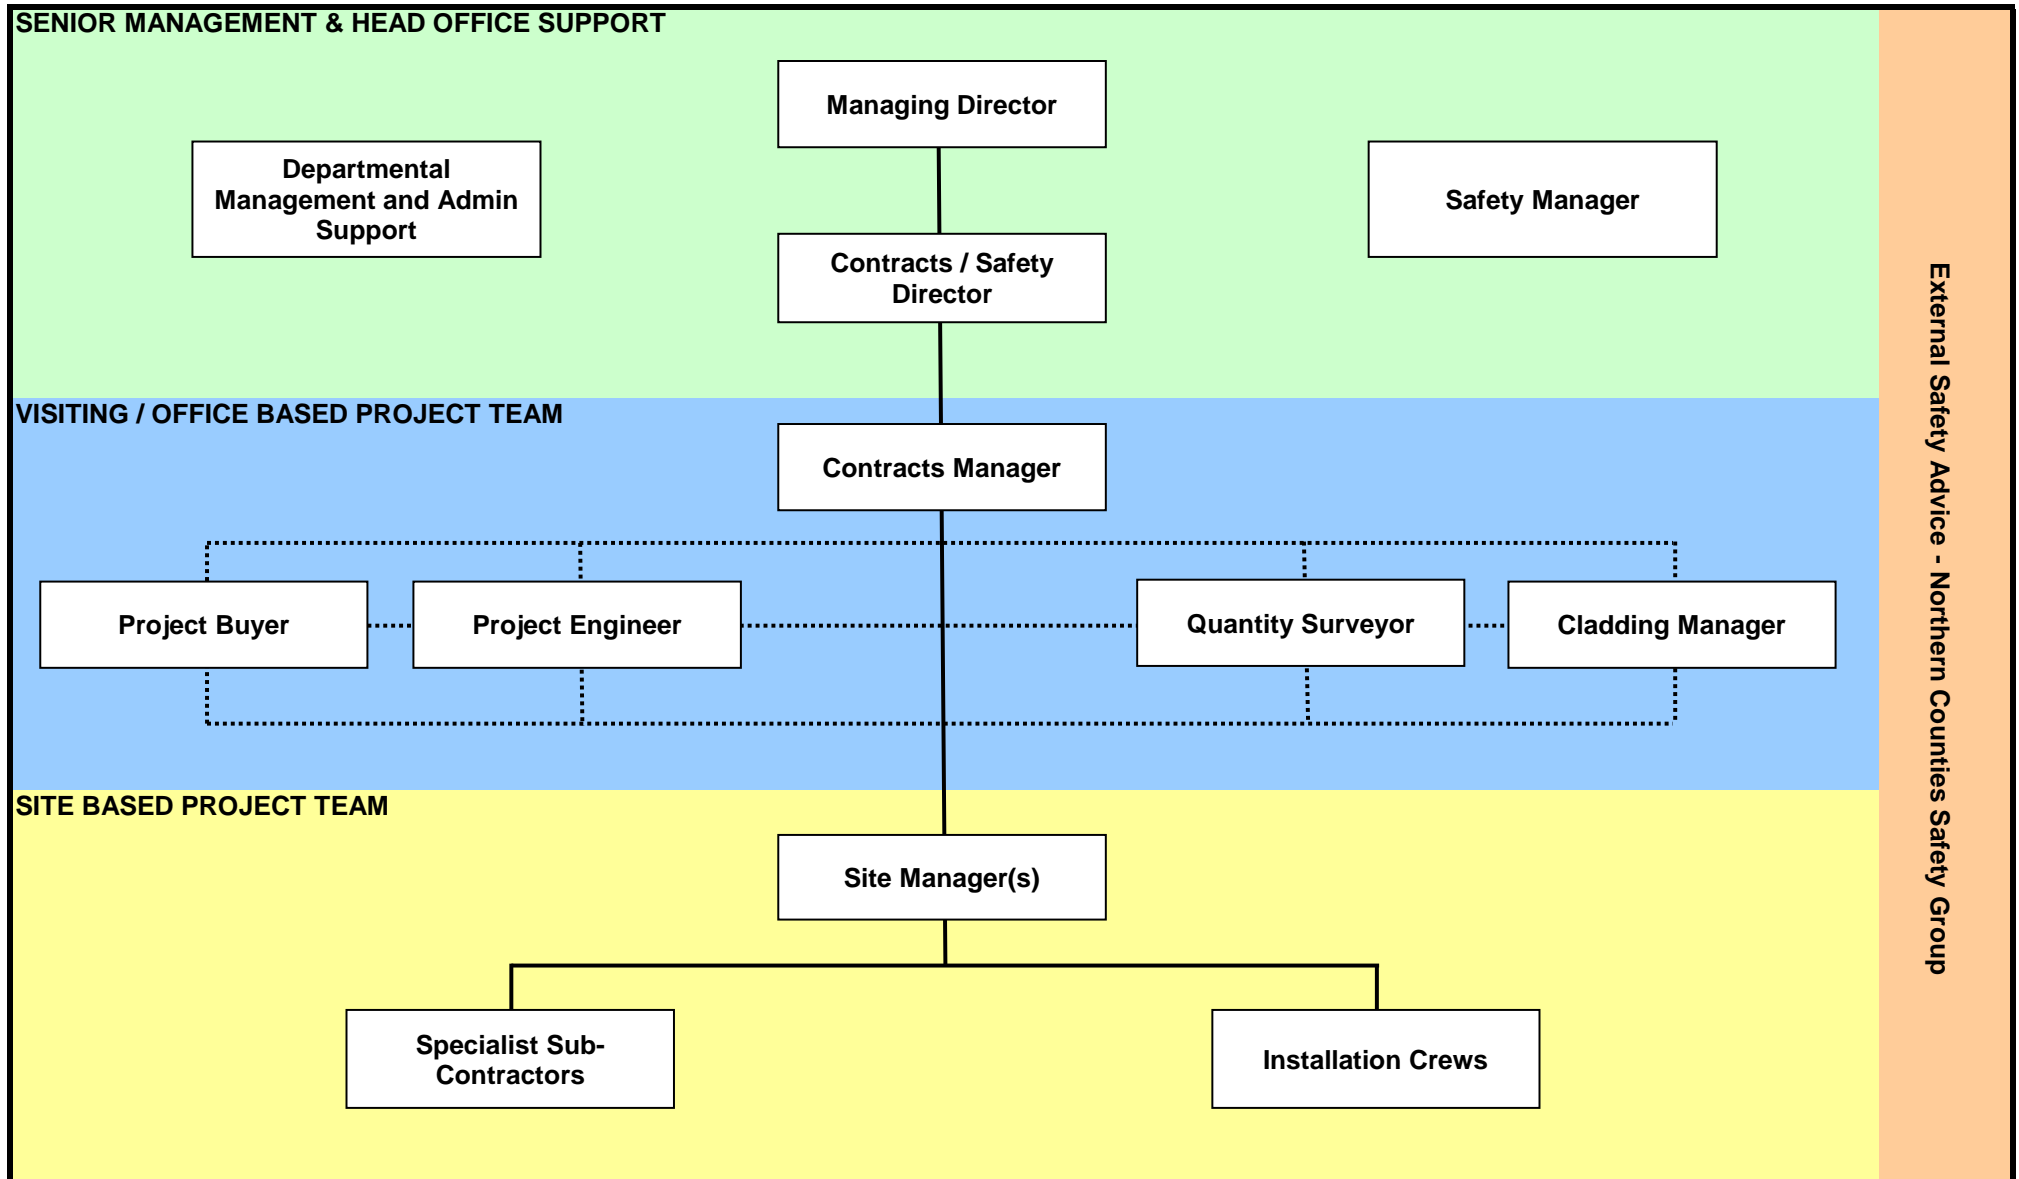 SENIOR MANAGEMENT & HEAD OFFICE SUPPORT
Managing Director
Departmental
Management and Admin
Support
Safety Manager
Contracts / Safety
Director
VISITING / OFFICE BASED PROJECT TEAM
Contracts Manager
Project Buyer
Project Engineer
Quantity Surveyor
Cladding Manager
SITE BASED PROJECT TEAM
Site Manager(s)
Specialist Sub-
Contractors
Installation Crews
External Safety Advice - Northern Counties Safety Group